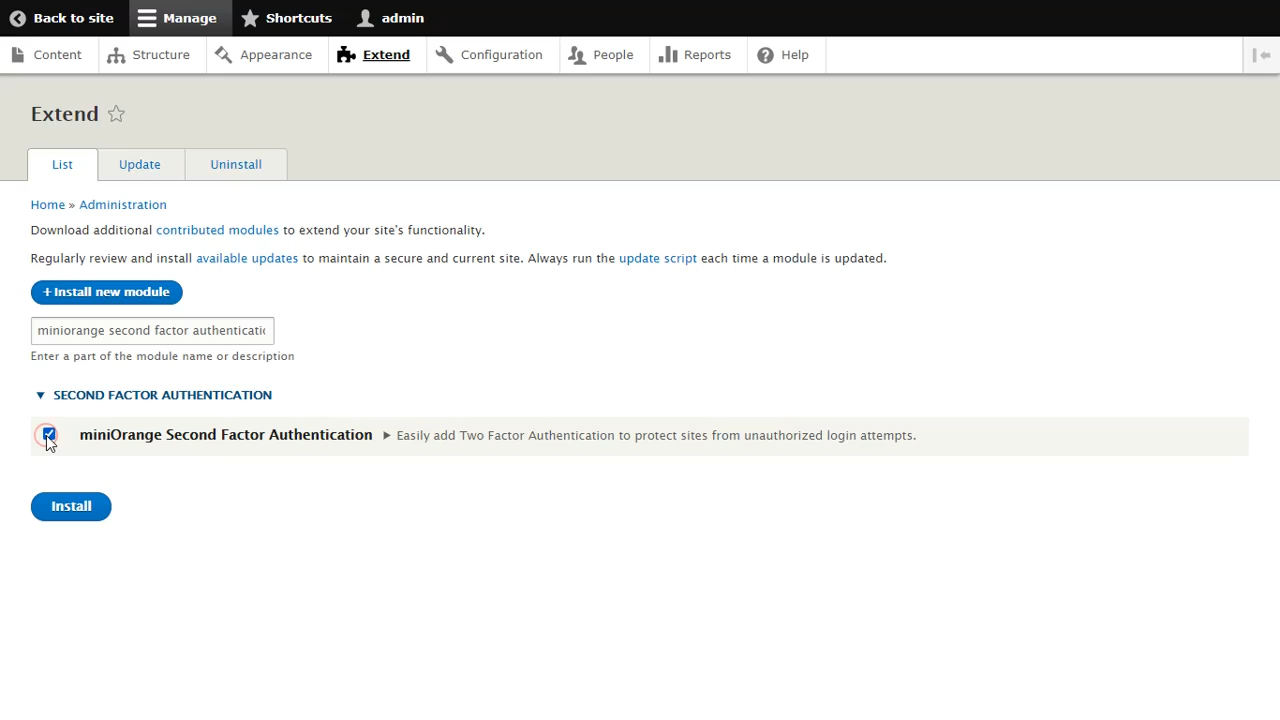 Back to site Manage Shortcuts admin
Content Structure Appearance Extend Configuration People Reports Help
Extend
List Update Uninstall
Home » Administration
Download additional contributed modules to extend your site's functionality.
Regularly review and install available updates to maintain a secure and current site. Always run the update script each time a module is updated.
+ Install new module
miniorange second factor authenticatic
Enter a part of the module name or description
▼ SECOND FACTOR AUTHENTICATION
miniOrange Second Factor Authentication ► Easily add Two Factor Authentication to protect sites from unauthorized login attempts.
Install